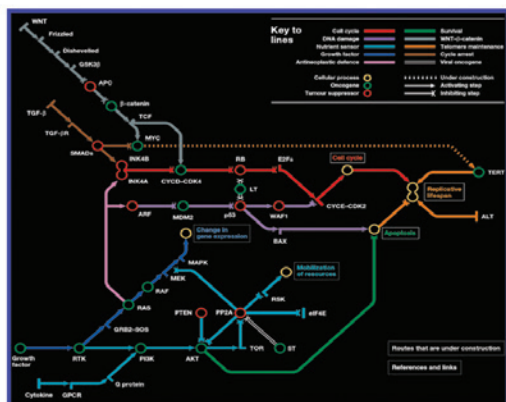 WNT
Frizzled
Dishevelled
GSK3β
APC
β-catenin
TCF
MYC
TGF-β
TGF-βR
SMADs
INK4B
INK4A
CYCD-CDK4
RB
E2Fs
LT
Cell cycle
ARF
MDM2
p53
WAF1
CYCE-CDK2
BAX
Apoptosis
Replicative
lifespan
TERT
ALT
Change in
gene expression
MAPK
MEK
RAF
RAS
GRB2-SOS
Growth
factor
RTK
PI3K
AKT
TOR
ST
PTEN
PP2A
RSK
eIF4E
Mobilization
of resources
Cytokine
GPCR
G protein
Key to
lines
Cell cycle
DNA damage
Nutrient sensor
Growth factor
Antineoplastic defence
Survival
WNT-β-catenin
Telomere maintenance
Cycle arrest
Viral oncogene
Cellular process
Oncogene
Tumour suppressor
Under construction
Activating step
Inhibiting step
Routes that are under construction
References and links